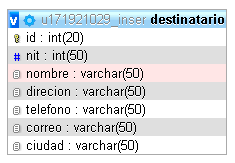 v u171921029_inser destinatario
id : int(20)
# nit : int(50)
nombre : varchar(50)
direcion : varchar(50)
telefono : varchar(50)
correo : varchar(50)
ciudad : varchar(50)